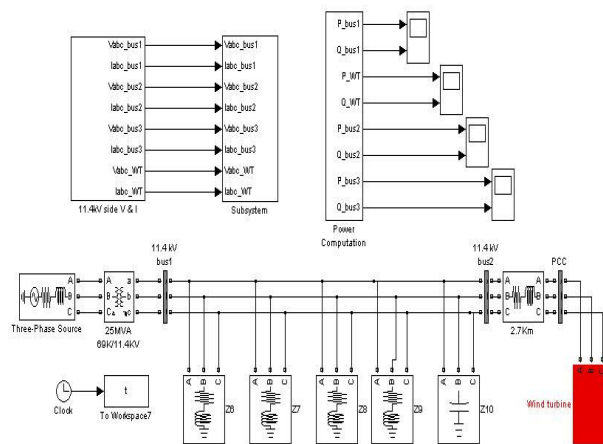 Vabc_bus1 Vabc_bus1
Iabc_bus1 Iabc_bus1
Vabc_bus2 Vabc_bus2
Iabc_bus2 Iabc_bus2
Vabc_bus3 Vabc_bus3
Iabc_bus3 Iabc_bus3
Vabc_WT Vabc_WT
Iabc_WT Iabc_WT
11.4kV side V & I
Subsystem
P_bus1
Q_bus1
P_WT
Q_WT
P_bus2
Q_bus2
P_bus3
Q_bus3
Power
Computation
11.4 kV
bus1
11.4 kV
bus2
PCC
A A
B B
C C
Three-Phase Source
A a
B b
C c
25MVA
69K/11.4KV
A A
B B
C C
2.7Km
A B C
Z6
A B C
Z7
A B C
Z8
A B C
Z9
A B C
Z10
A B C
Wind turbine
Clock
t
To Workspace7